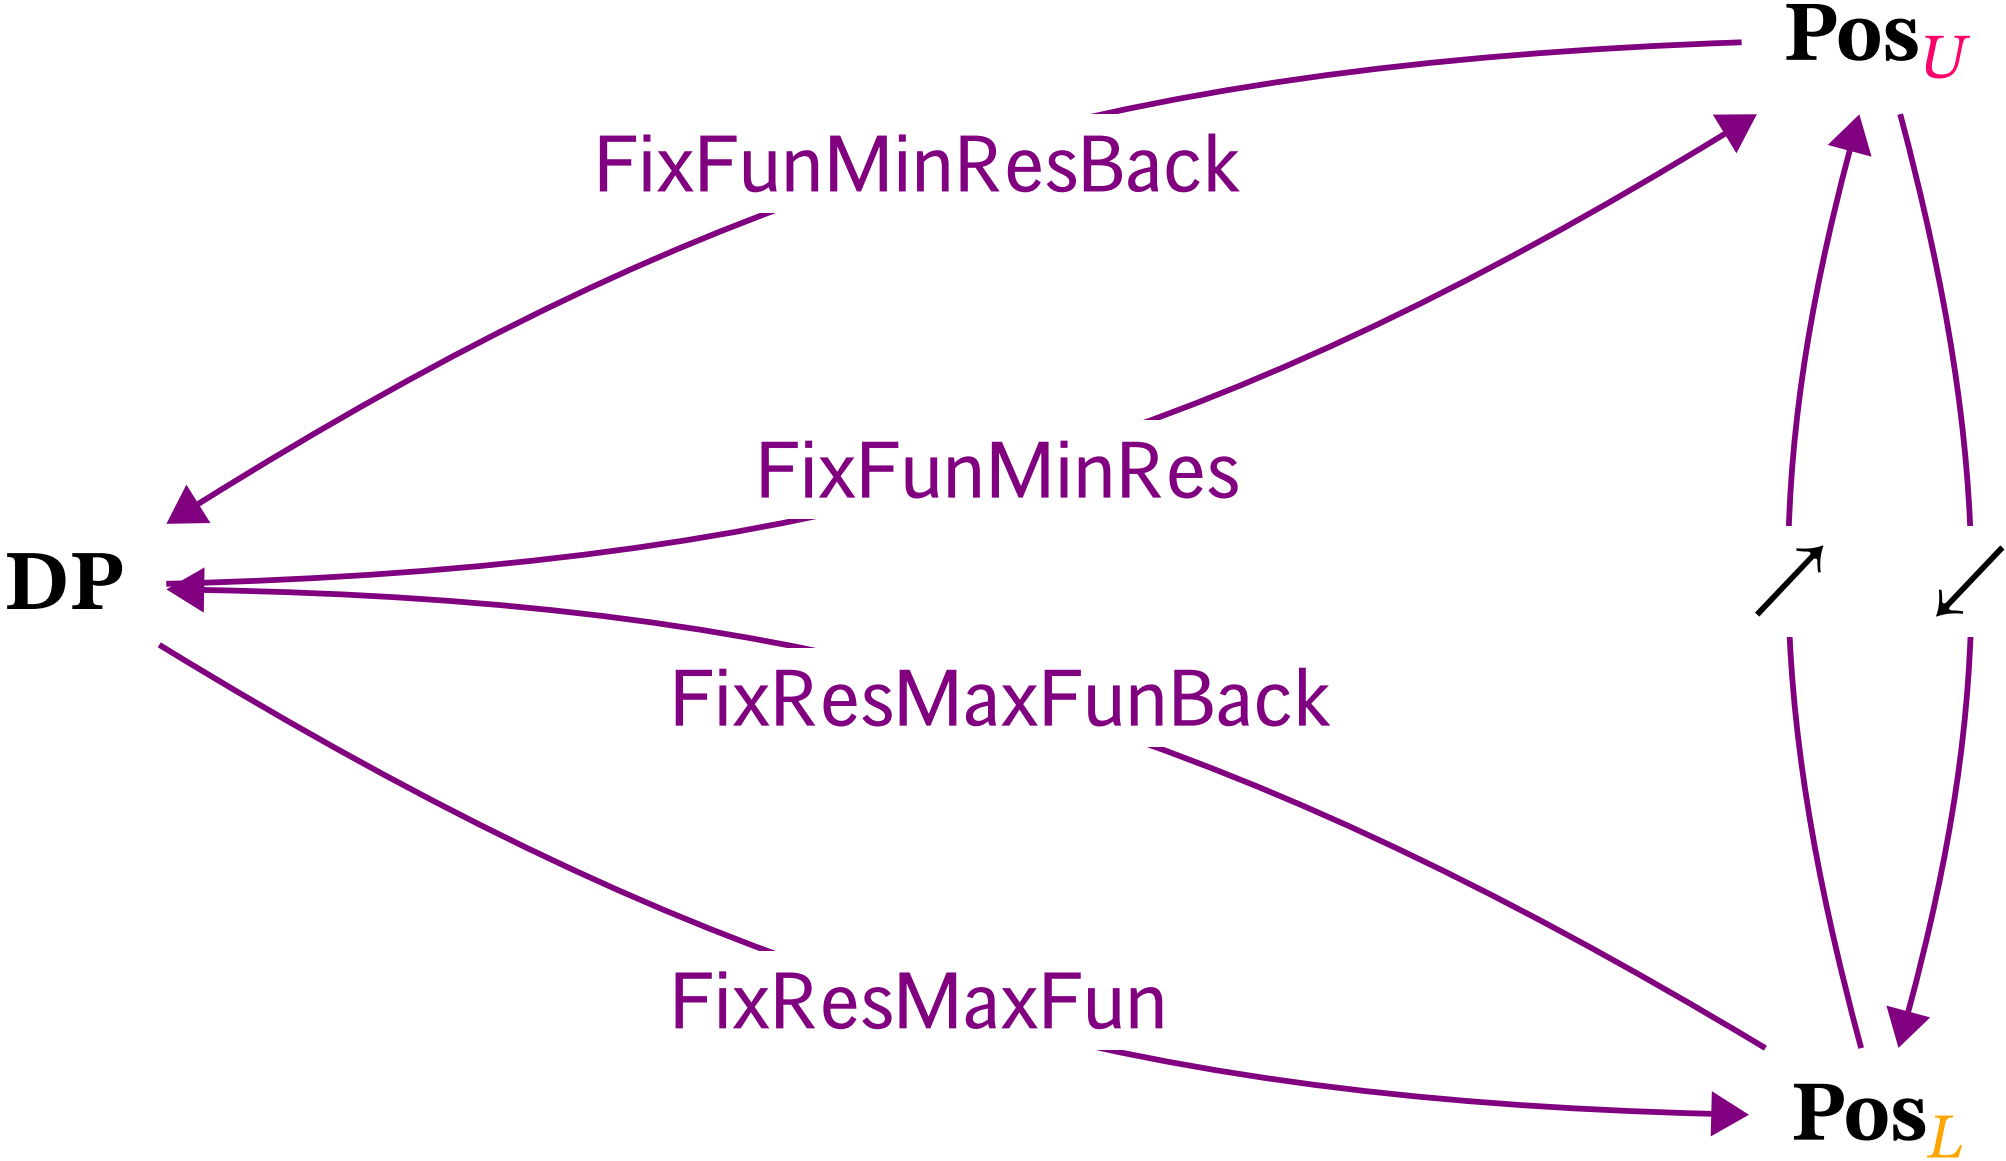 Pos_U
FixFunMinResBack
FixFunMinRes
DP
↗ ↙
FixResMaxFunBack
FixResMaxFun
Pos_L